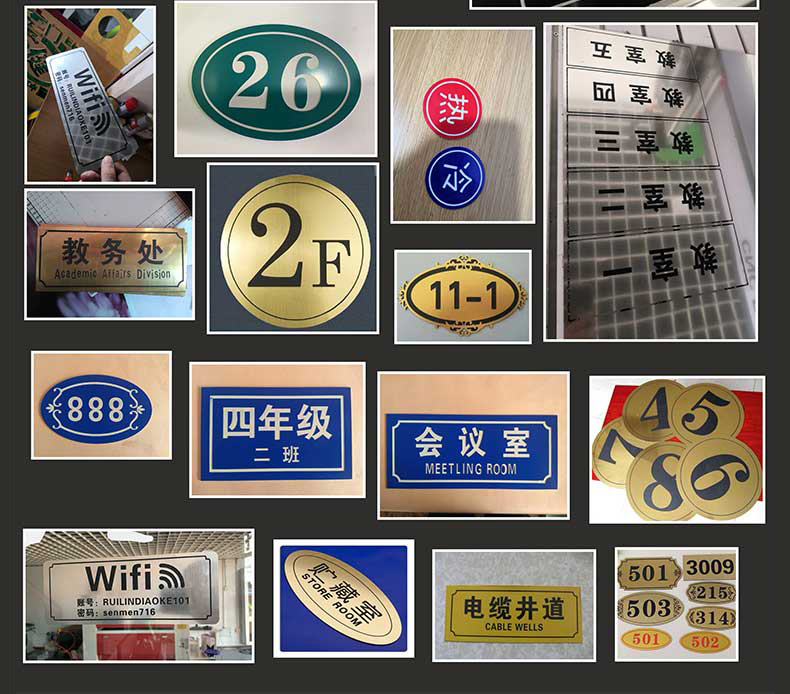 Wifi
账号：RUILINDIAOKE101
密码：senmen716
26
热
冷
教室五
教室四
教室三
教室二
教室一
教务处
Academic Affairs Division
2F
11-1
888
四年级
二班
会议室
MEETLING ROOM
4
5
7
8
6
Wifi
账号：RUILINDIAOKE101
密码：senmen716
贮藏室
STORE ROOM
电缆井道
CABLE WELLS
501
3009
215
503
314
501
502